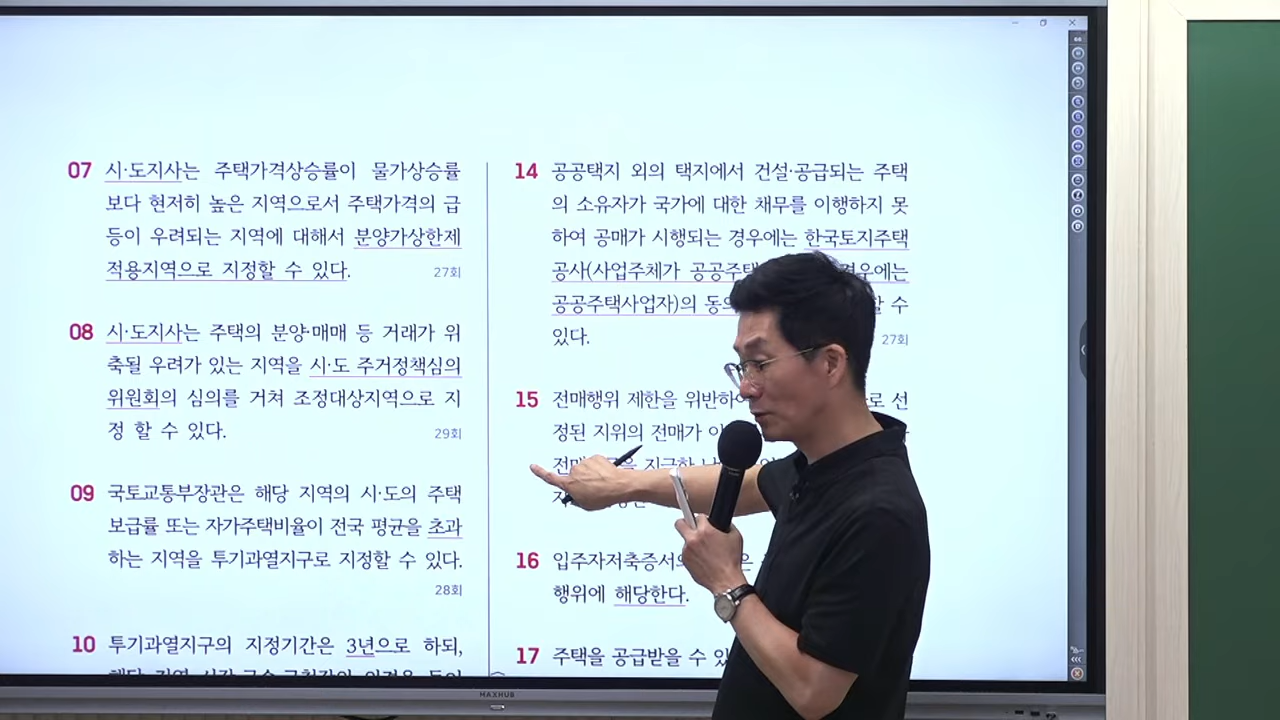 07 시·도지사는 주택가격상승률이 물가상승률
보다 현저히 높은 지역으로서 주택가격의 급
등이 우려되는 지역에 대해서 분양가상한제
적용지역으로 지정할 수 있다. 27회
08 시·도지사는 주택의 분양·매매 등 거래가 위
축될 우려가 있는 지역을 시·도 주거정책심의
위원회의 심의를 거쳐 조정대상지역으로 지
정 할 수 있다. 29회
09 국토교통부장관은 해당 지역의 시·도의 주택
보급률 또는 자가주택비율이 전국 평균을 초과
하는 지역을 투기과열지구로 지정할 수 있다.
28회
10 투기과열지구의 지정기간은 3년으로 하되,
14 공공택지 외의 택지에서 건설·공급되는 주택
의 소유자가 국가에 대한 채무를 이행하지 못
하여 공매가 시행되는 경우에는 한국토지주택
공사(사업주체가 공공주택 경우에는
공공주택사업자)의 수
있다. 27회
15 전매행위 제한을 선
정된 지위의 전매가
16 입주자저축증서
행위에 해당한다.
17 주택을 공급받을 수
MAXHUB